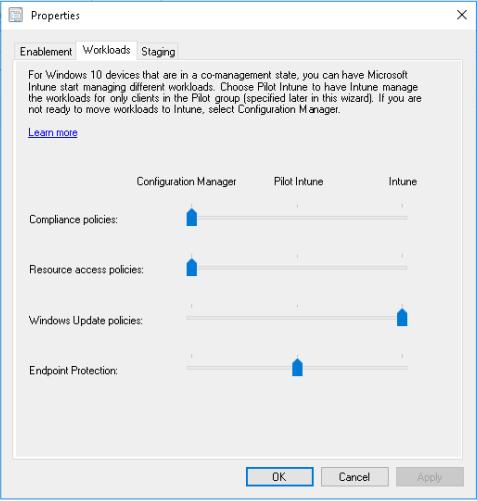 Properties
Enablement Workloads Staging
For Windows 10 devices that are in a co-management state, you can have Microsoft
Intune start managing different workloads. Choose Pilot Intune to have Intune manage
the workloads for only clients in the Pilot group (specified later in this wizard). If you are
not ready to move workloads to Intune, select Configuration Manager.
Learn more
Configuration Manager Pilot Intune Intune
Compliance policies:
Resource access policies:
Windows Update policies:
Endpoint Protection:
OK Cancel Apply